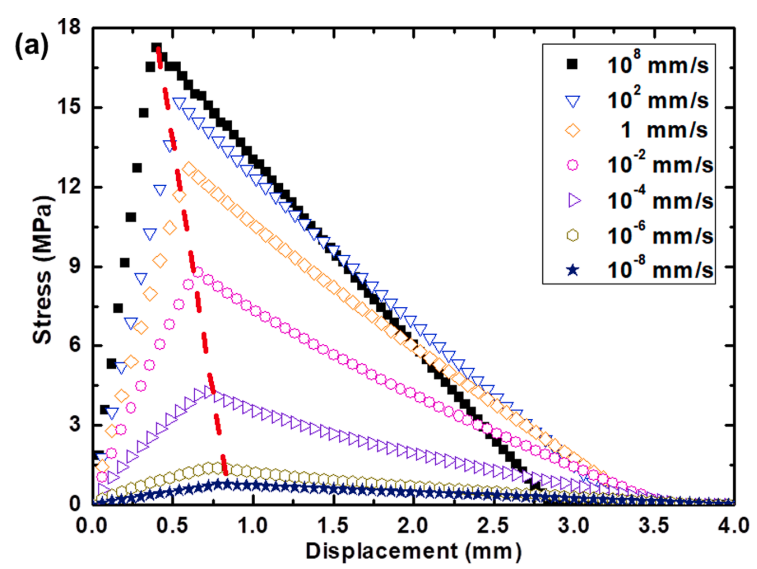 (a)
18
15
12
9
6
3
0
Stress (MPa)
10⁸ mm/s
10² mm/s
1 mm/s
10⁻² mm/s
10⁻⁴ mm/s
10⁻⁶ mm/s
10⁻⁸ mm/s
0.0 0.5 1.0 1.5 2.0 2.5 3.0 3.5 4.0
Displacement (mm)